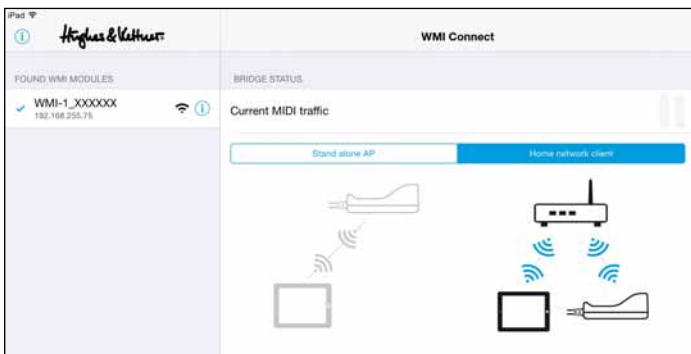 iPad
Hughes & Kettner
WMI Connect
FOUND WMI MODULES
BRIDGE STATUS
WMI-1_XXXXXX
192.168.255.75
Current MIDI traffic
Stand alone AP
Home network client